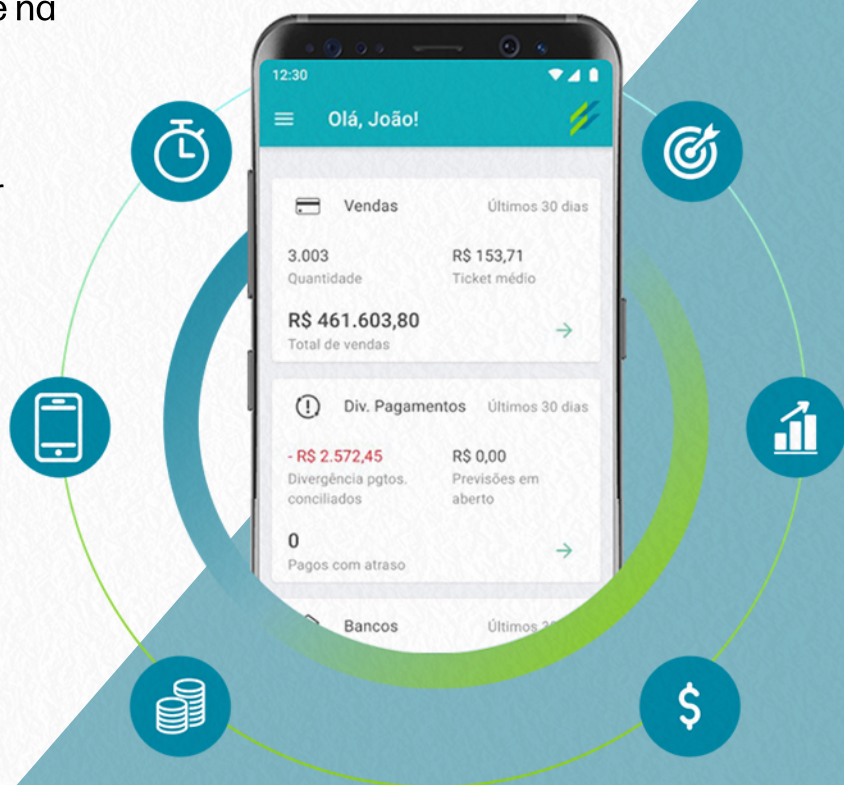 12:30
Olá, João!
Vendas Últimos 30 dias
3.003 R$ 153,71
Quantidade Ticket médio
R$ 461.603,80
Total de vendas
Div. Pagamentos Últimos 30 dias
- R$ 2.572,45 R$ 0,00
Divergência pgtos. Previsões em
conciliados aberto
0
Pagos com atraso
Bancos Últimos
$